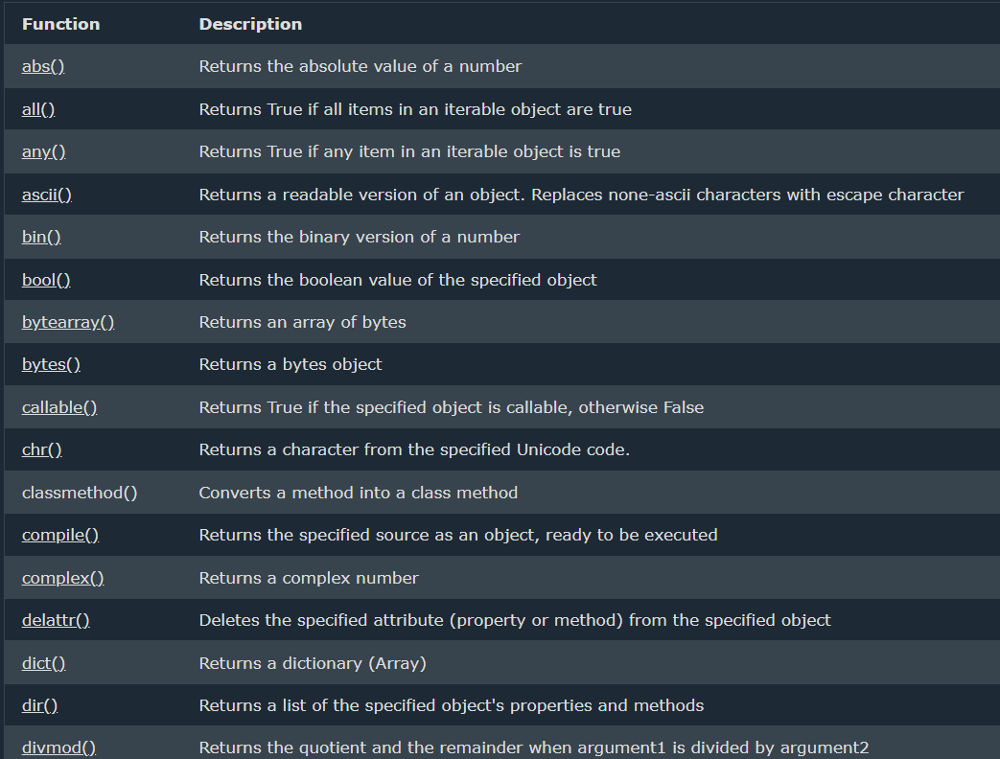 Function Description
abs() Returns the absolute value of a number
all() Returns True if all items in an iterable object are true
any() Returns True if any item in an iterable object is true
ascii() Returns a readable version of an object. Replaces none-ascii characters with escape character
bin() Returns the binary version of a number
bool() Returns the boolean value of the specified object
bytearray() Returns an array of bytes
bytes() Returns a bytes object
callable() Returns True if the specified object is callable, otherwise False
chr() Returns a character from the specified Unicode code.
classmethod() Converts a method into a class method
compile() Returns the specified source as an object, ready to be executed
complex() Returns a complex number
delattr() Deletes the specified attribute (property or method) from the specified object
dict() Returns a dictionary (Array)
dir() Returns a list of the specified object's properties and methods
divmod() Returns the quotient and the remainder when argument1 is divided by argument2